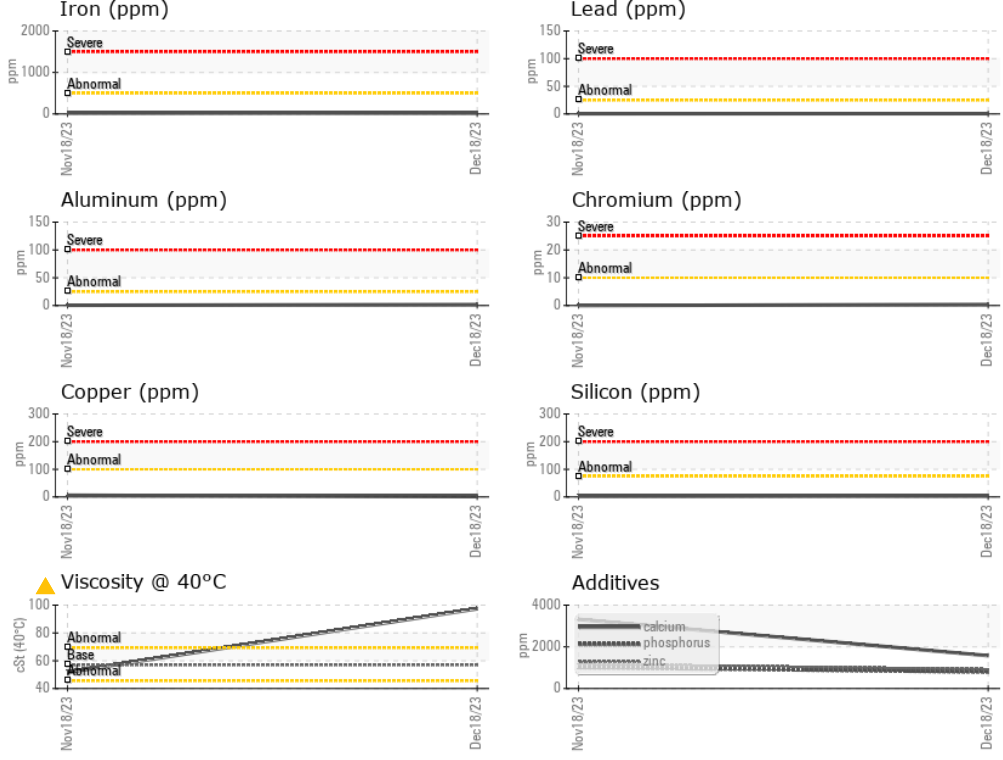 Iron (ppm)
2000
1000
0
ppm
Severe
Abnormal
Nov18/23
Dec18/23
Lead (ppm)
150
100
50
0
ppm
Severe
Abnormal
Nov18/23
Dec18/23
Aluminum (ppm)
150
100
50
0
ppm
Severe
Abnormal
Nov18/23
Dec18/23
Chromium (ppm)
30
20
10
0
ppm
Severe
Abnormal
Nov18/23
Dec18/23
Copper (ppm)
300
200
100
0
ppm
Severe
Abnormal
Nov18/23
Dec18/23
Silicon (ppm)
300
200
100
0
ppm
Severe
Abnormal
Nov18/23
Dec18/23
Viscosity @ 40°C
100
80
60
40
cSt (40°C)
Abnormal
Base
Abnormal
Nov18/23
Dec18/23
Additives
4000
2000
0
ppm
calcium
phosphorus
zinc
Nov18/23
Dec18/23